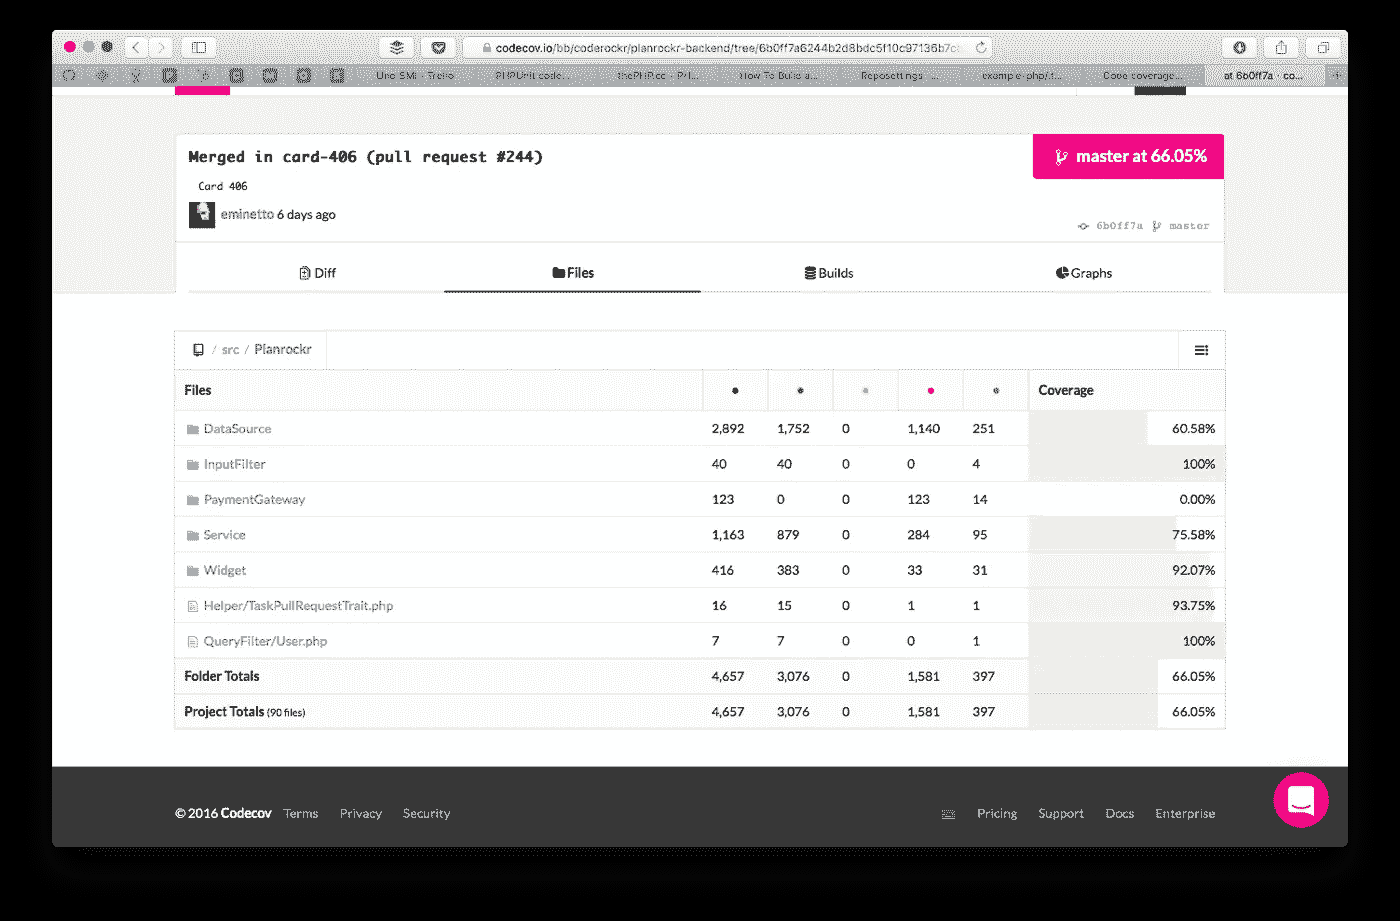 codecov.io/bb/coderockr/planrockr-backend/tree/6b0ff7a6244b2d8bdc5f10c97136b7c
Uno SMI - Trello PHPUnit code... thePHP.cc - PH... How To Build a... Repo settings - ... example-php/.t... Code coverage... at 6b0ff7a · co...
Merged in card-406 (pull request #244)
master at 66.05%
Card 406
eminetto 6 days ago
6b0ff7a master
Diff Files Builds Graphs
/ src / Planrockr
Files Coverage
DataSource 2,892 1,752 0 1,140 251 60.58%
InputFilter 40 40 0 0 4 100%
PaymentGateway 123 0 0 123 14 0.00%
Service 1,163 879 0 284 95 75.58%
Widget 416 383 0 33 31 92.07%
Helper/TaskPullRequestTrait.php 16 15 0 1 1 93.75%
QueryFilter/User.php 7 7 0 0 1 100%
Folder Totals 4,657 3,076 0 1,581 397 66.05%
Project Totals (90 files) 4,657 3,076 0 1,581 397 66.05%
© 2016 Codecov Terms Privacy Security Pricing Support Docs Enterprise